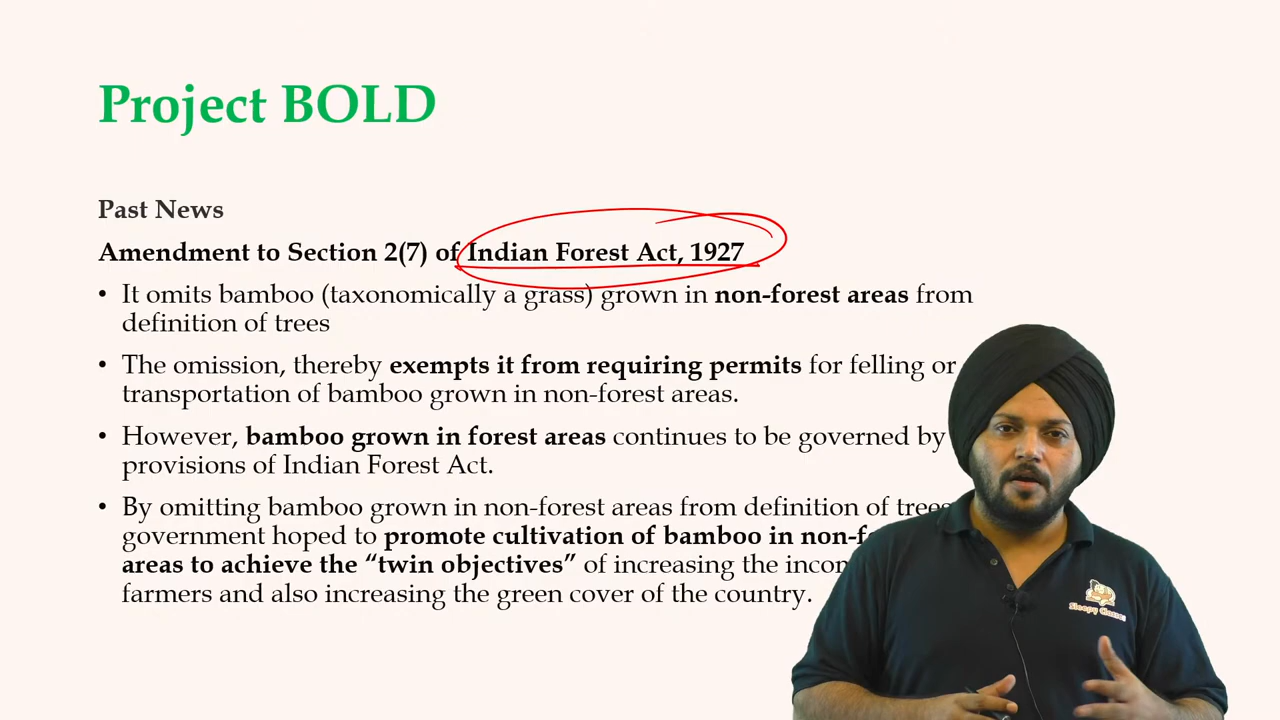 Project BOLD
Past News
Amendment to Section 2(7) of Indian Forest Act, 1927
• It omits bamboo (taxonomically a grass) grown in non-forest areas from
definition of trees
• The omission, thereby exempts it from requiring permits for felling or
transportation of bamboo grown in non-forest areas.
• However, bamboo grown in forest areas continues to be governed by
provisions of Indian Forest Act.
• By omitting bamboo grown in non-forest areas from definition of trees
government hoped to promote cultivation of bamboo in non-f
areas to achieve the “twin objectives” of increasing the incom
farmers and also increasing the green cover of the country.
Sleepy Classes